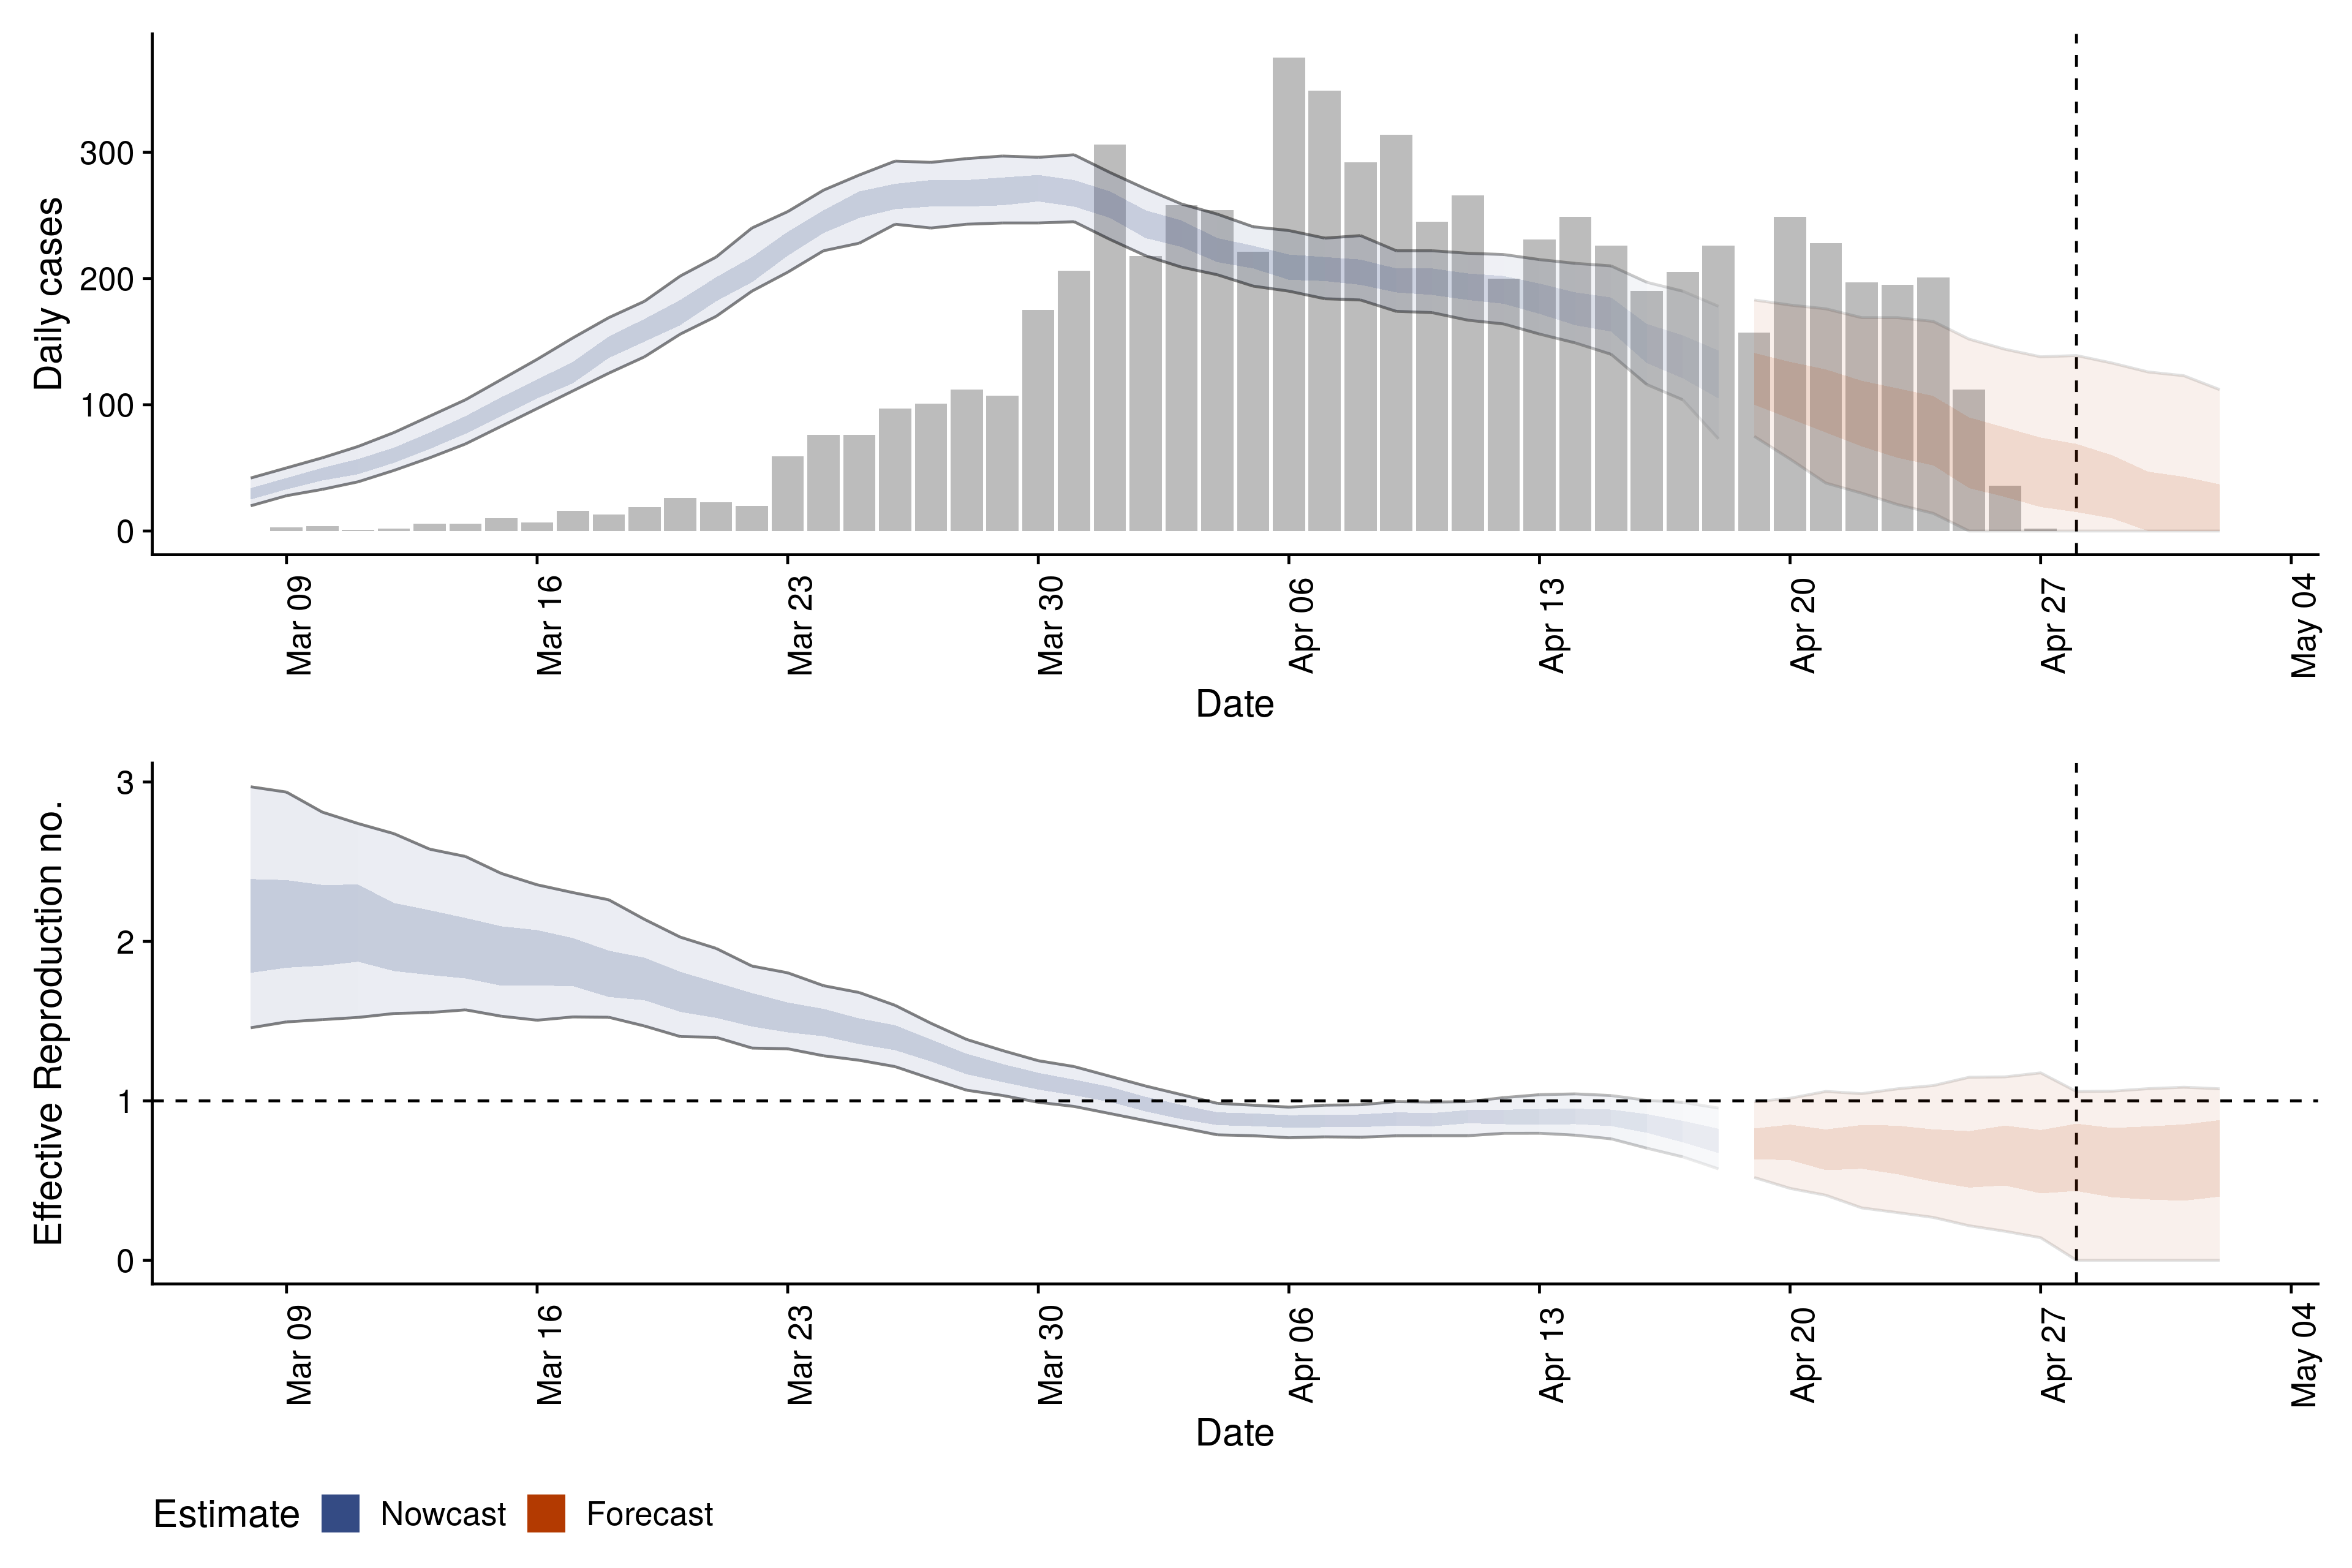 Daily cases
300
200
100
0
Mar 09
Mar 16
Mar 23
Mar 30
Apr 06
Apr 13
Apr 20
Apr 27
May 04
Date
Effective Reproduction no.
3
2
1
0
Mar 09
Mar 16
Mar 23
Mar 30
Apr 06
Apr 13
Apr 20
Apr 27
May 04
Date
Estimate Nowcast Forecast